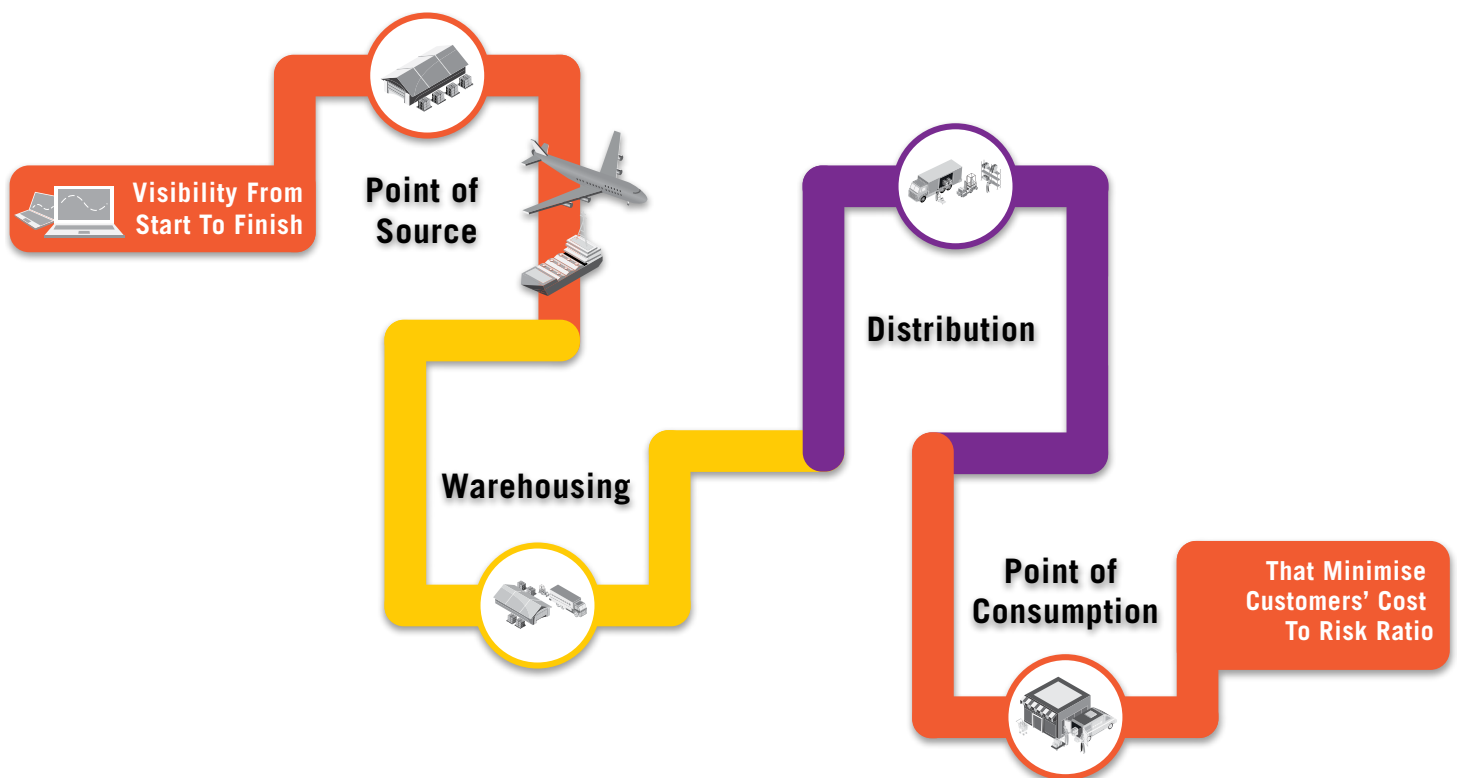 Visibility From
Start To Finish
Point of
Source
Warehousing
Distribution
Point of
Consumption
That Minimise
Customers' Cost
To Risk Ratio